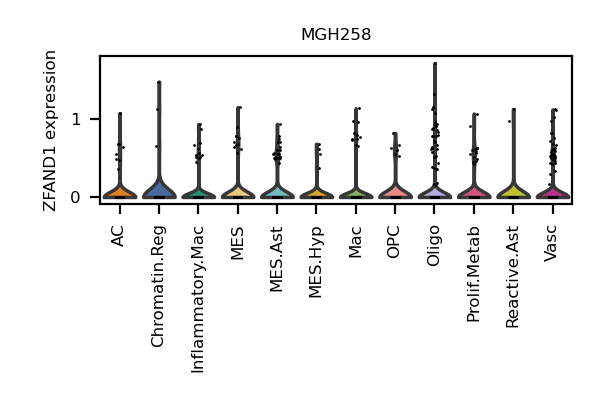 MGH258
ZFAND1 expression
1
0
AC
Chromatin.Reg
Inflammatory.Mac
MES
MES.Ast
MES.Hyp
Mac
OPC
Oligo
Prolif.Metab
Reactive.Ast
Vasc